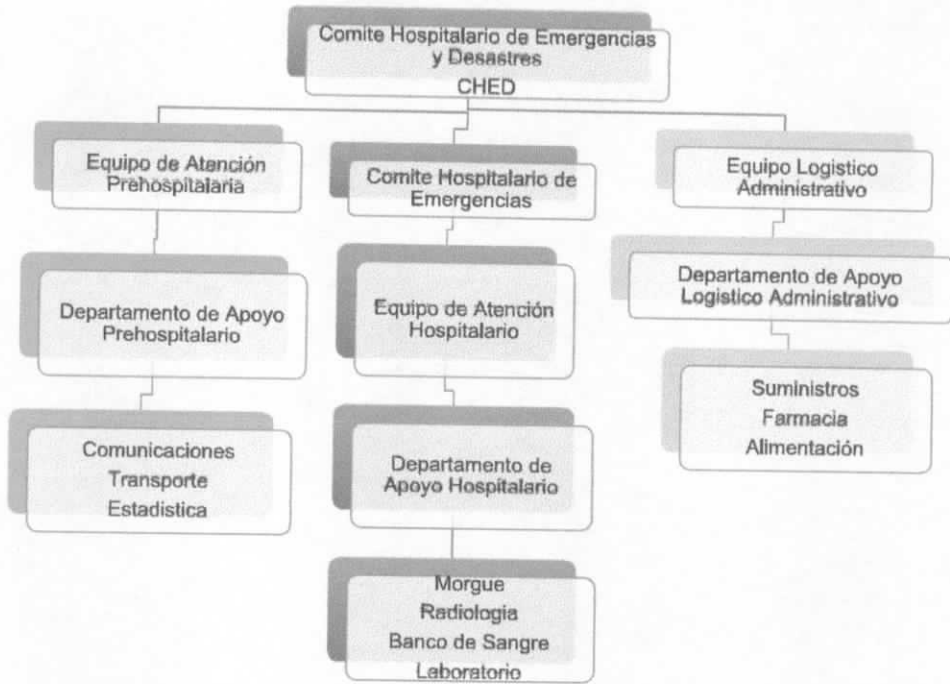 Comite Hospitalario de Emergencias
y Desastres
CHED
Equipo de Atención
Prehospitalaria
Departamento de Apoyo
Prehospitalario
Comunicaciones
Transporte
Estadistica
Comite Hospitalario de
Emergencias
Equipo de Atención
Hospitalario
Departamento de
Apoyo Hospitalario
Morgue
Radiologia
Banco de Sangre
Laboratorio
Equipo Logistico
Administrativo
Departamento de Apoyo
Logistico Administrativo
Suministros
Farmacia
Alimentación